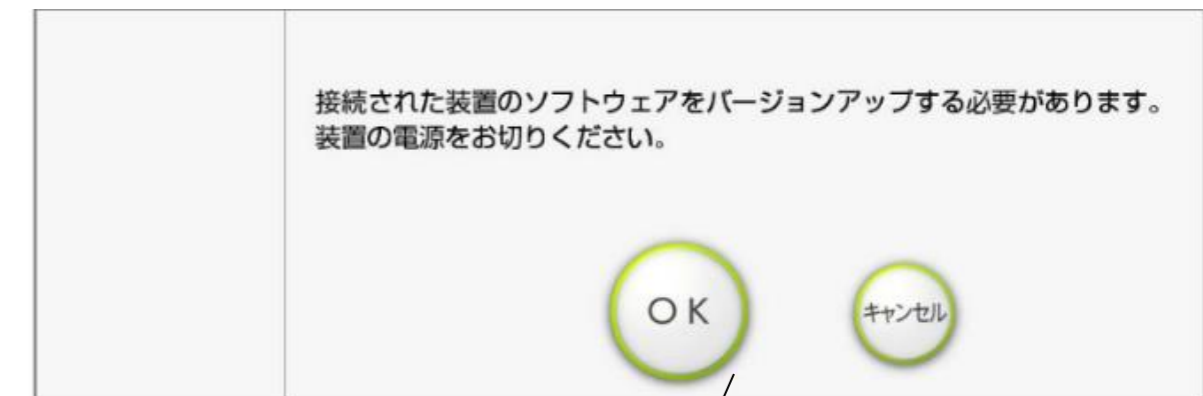 接続された装置のソフトウェアをバージョンアップする必要があります。
装置の電源をお切りください。
OK
キャンセル